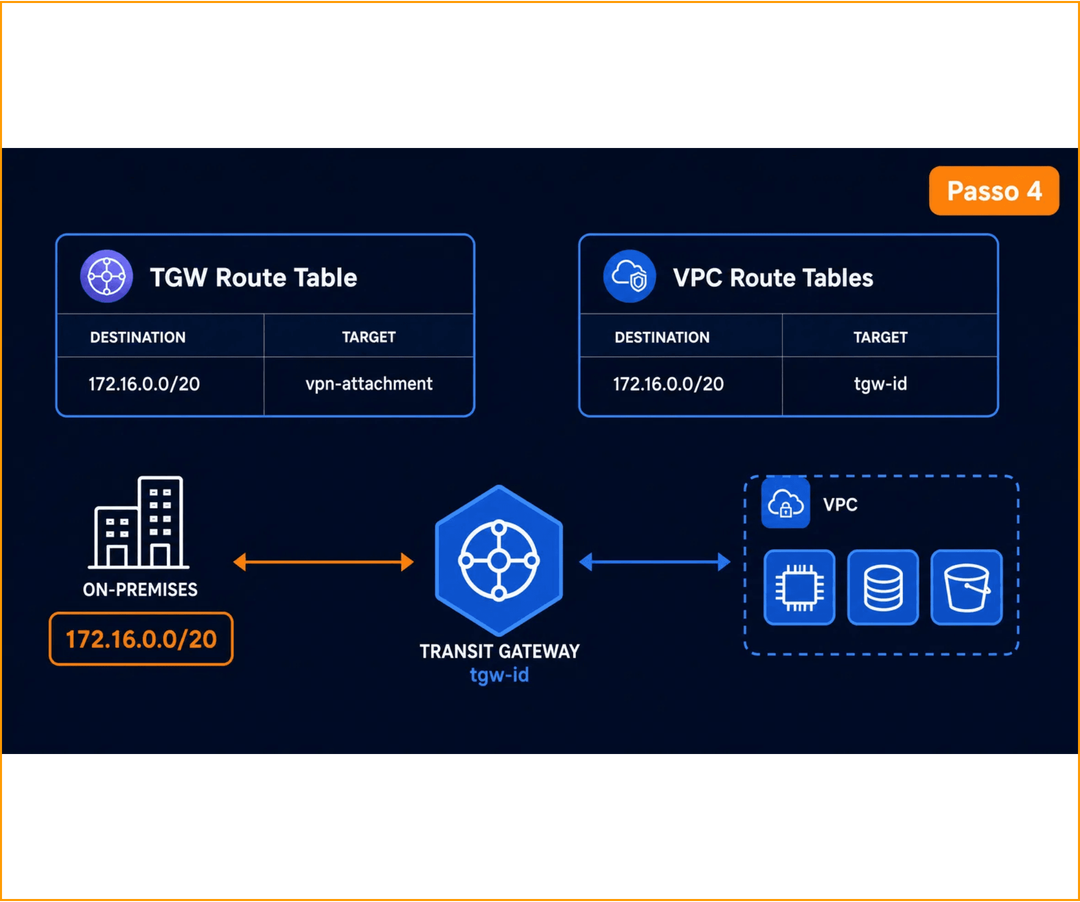 Passo 4
TGW Route Table
DESTINATION TARGET
172.16.0.0/20 vpn-attachment
VPC Route Tables
DESTINATION TARGET
172.16.0.0/20 tgw-id
ON-PREMISES
172.16.0.0/20
TRANSIT GATEWAY
tgw-id
VPC